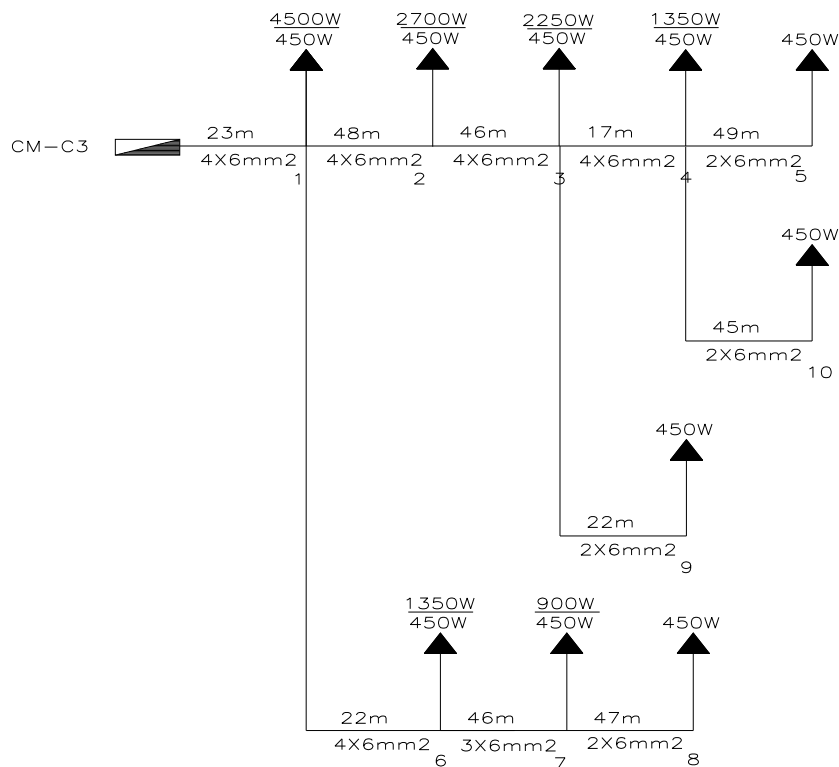 4500W 2700W 2250W 1350W
450W 450W 450W 450W 450W
CM-C3 23m 48m 46m 17m 49m
4X6mm2 4X6mm2 4X6mm2 4X6mm2 2X6mm2
1 2 3 4 5
450W
45m
2X6mm2
10
450W
22m
2X6mm2
9
1350W 900W
450W 450W 450W
22m 46m 47m
4X6mm2 3X6mm2 2X6mm2
6 7 8